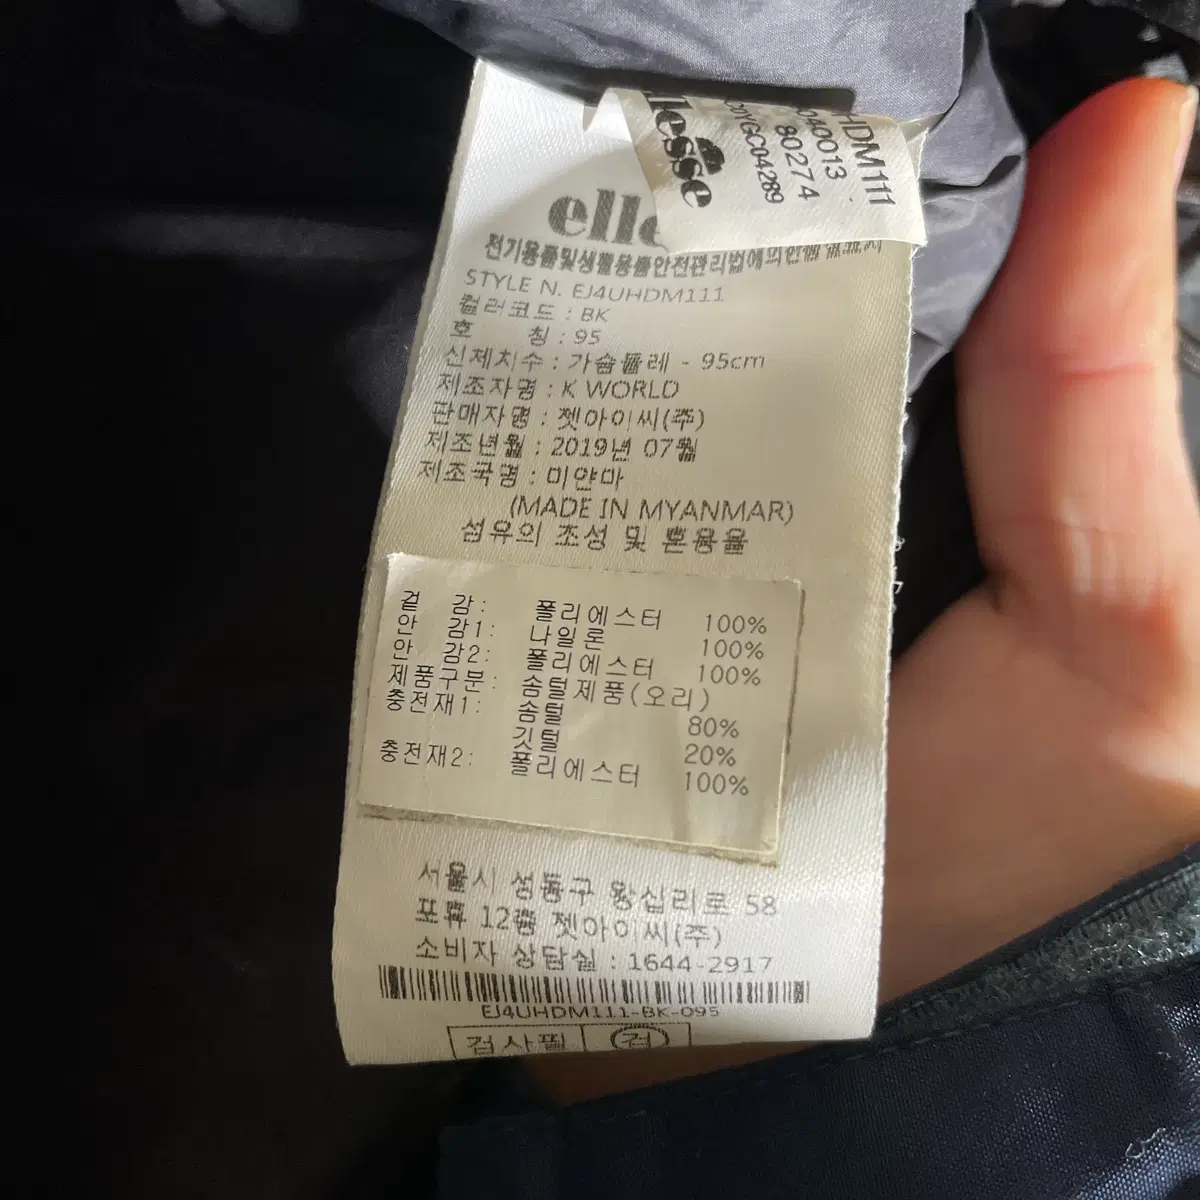 ellesse
HDM111
040013
80274
C0YGC04289
elle
전기용품및생활용품안전관리법에의한
STYLE N. EJ4UHDM111
컬러코드 : BK
호 칭 : 95
신체치수 : 가슴둘레 - 95cm
제조자명 : K WORLD
판매자명 : 젯아이씨(주)
제조년월 : 2019년 07월
제조국명 : 미얀마
(MADE IN MYANMAR)
섬유의 조성 및 혼용율
겉 감: 폴리에스터 100%
안 감1: 나일론 100%
안 감2: 폴리에스터 100%
제품구분: 솜털제품(오리)
충전재1: 솜털 80%
깃털 20%
충전재2: 폴리에스터 100%
서울시 성동구 왕십리로 58
포휴 12층 젯아이씨(주)
소비자 상담실 : 1644-2917
EJ4UHDM111-BK-095
검사필 검